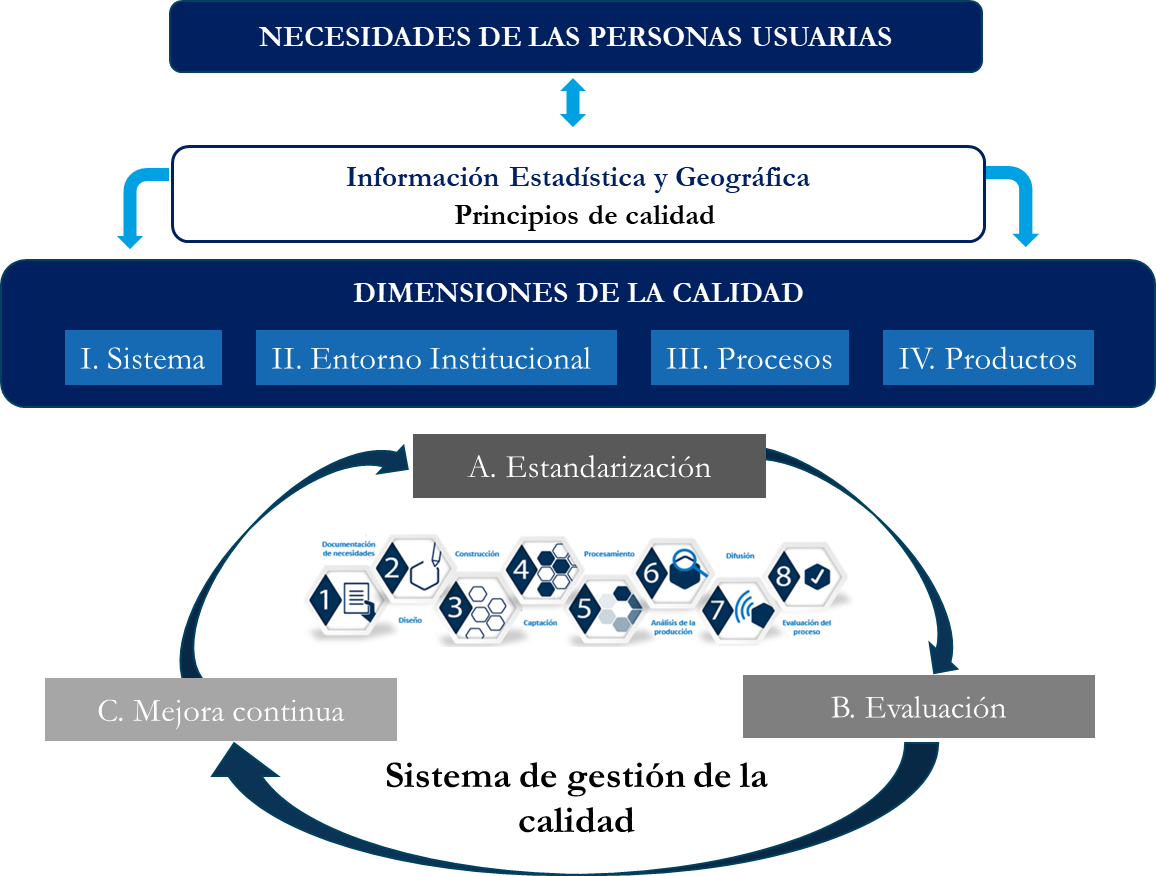 NECESIDADES DE LAS PERSONAS USUARIAS
Información Estadística y Geográfica
Principios de calidad
DIMENSIONES DE LA CALIDAD
I. Sistema
II. Entorno Institucional
III. Procesos
IV. Productos
A. Estandarización
Documentación
de necesidades
Construcción
Procesamiento
Difusión
1
2
3
4
5
6
7
8
Diseño
Captación
Análisis de la
producción
Evaluación del
proceso
C. Mejora continua
B. Evaluación
Sistema de gestión de la
calidad